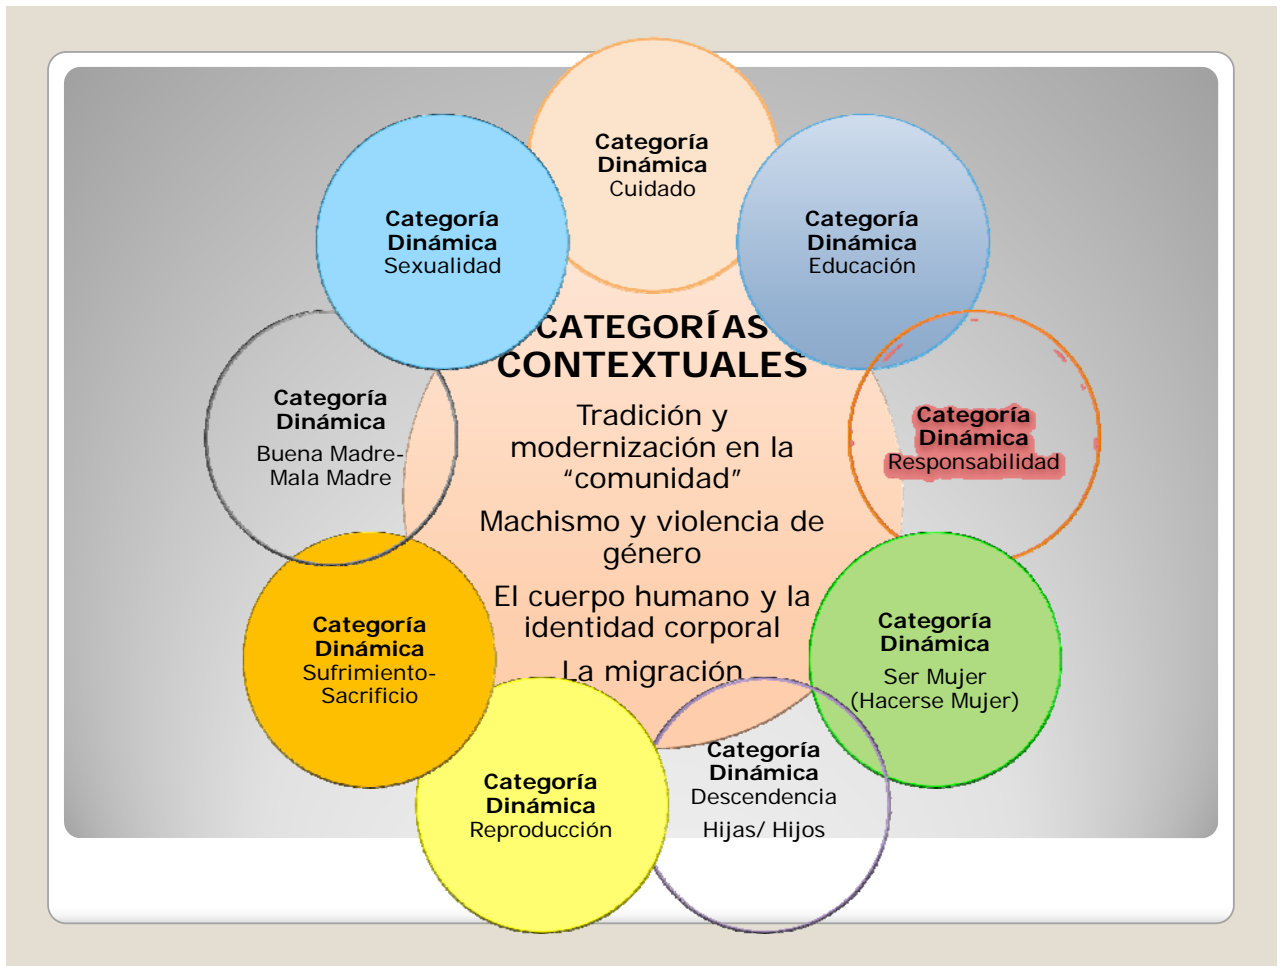 Categoría
Dinámica
Cuidado
Categoría
Dinámica
Educación
Categoría
Dinámica
Responsabilidad
Categoría
Dinámica
Ser Mujer
(Hacerse Mujer)
Categoría
Dinámica
Descendencia
Hijas/ Hijos
Categoría
Dinámica
Reproducción
Categoría
Dinámica
Sufrimiento-
Sacrificio
Categoría
Dinámica
Buena Madre-
Mala Madre
Categoría
Dinámica
Sexualidad
CATEGORÍAS
CONTEXTUALES
Tradición y
modernización en la
“comunidad”
Machismo y violencia de
género
El cuerpo humano y la
identidad corporal
La migración